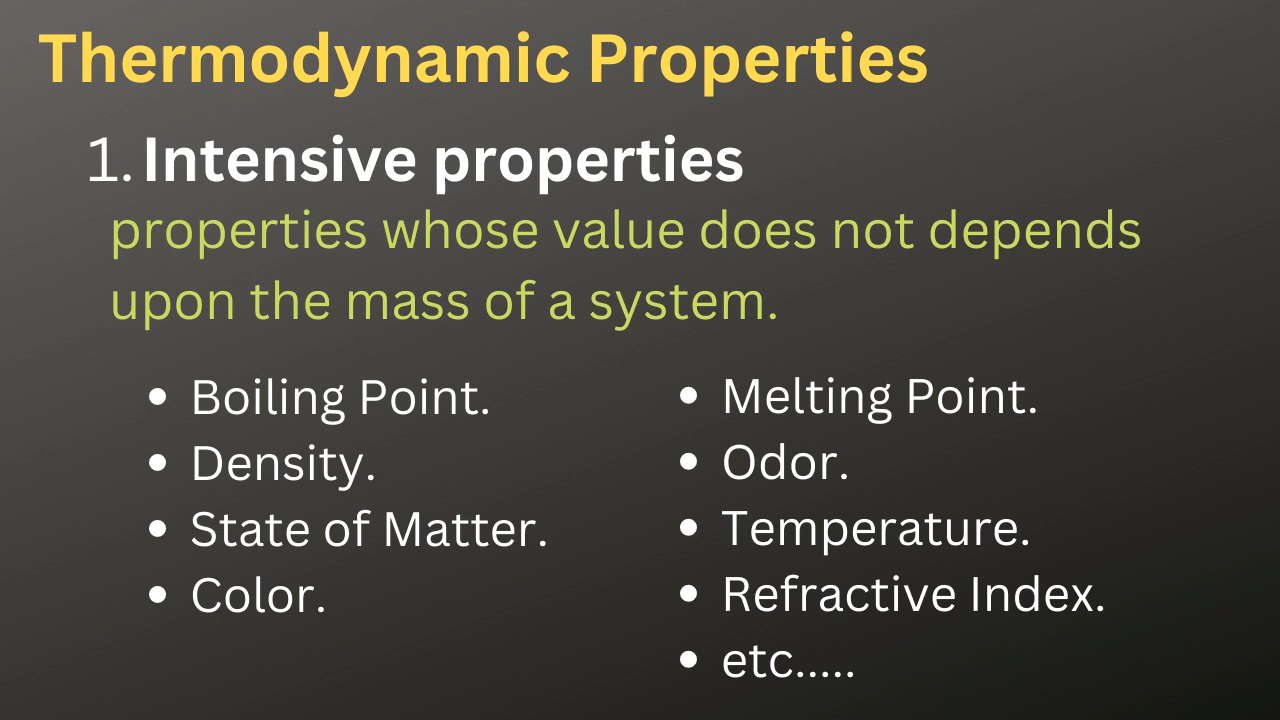 Thermodynamic Properties
1. Intensive properties
properties whose value does not depends
upon the mass of a system.
• Boiling Point.
• Density.
• State of Matter.
• Color.
• Melting Point.
• Odor.
• Temperature.
• Refractive Index.
• etc.....